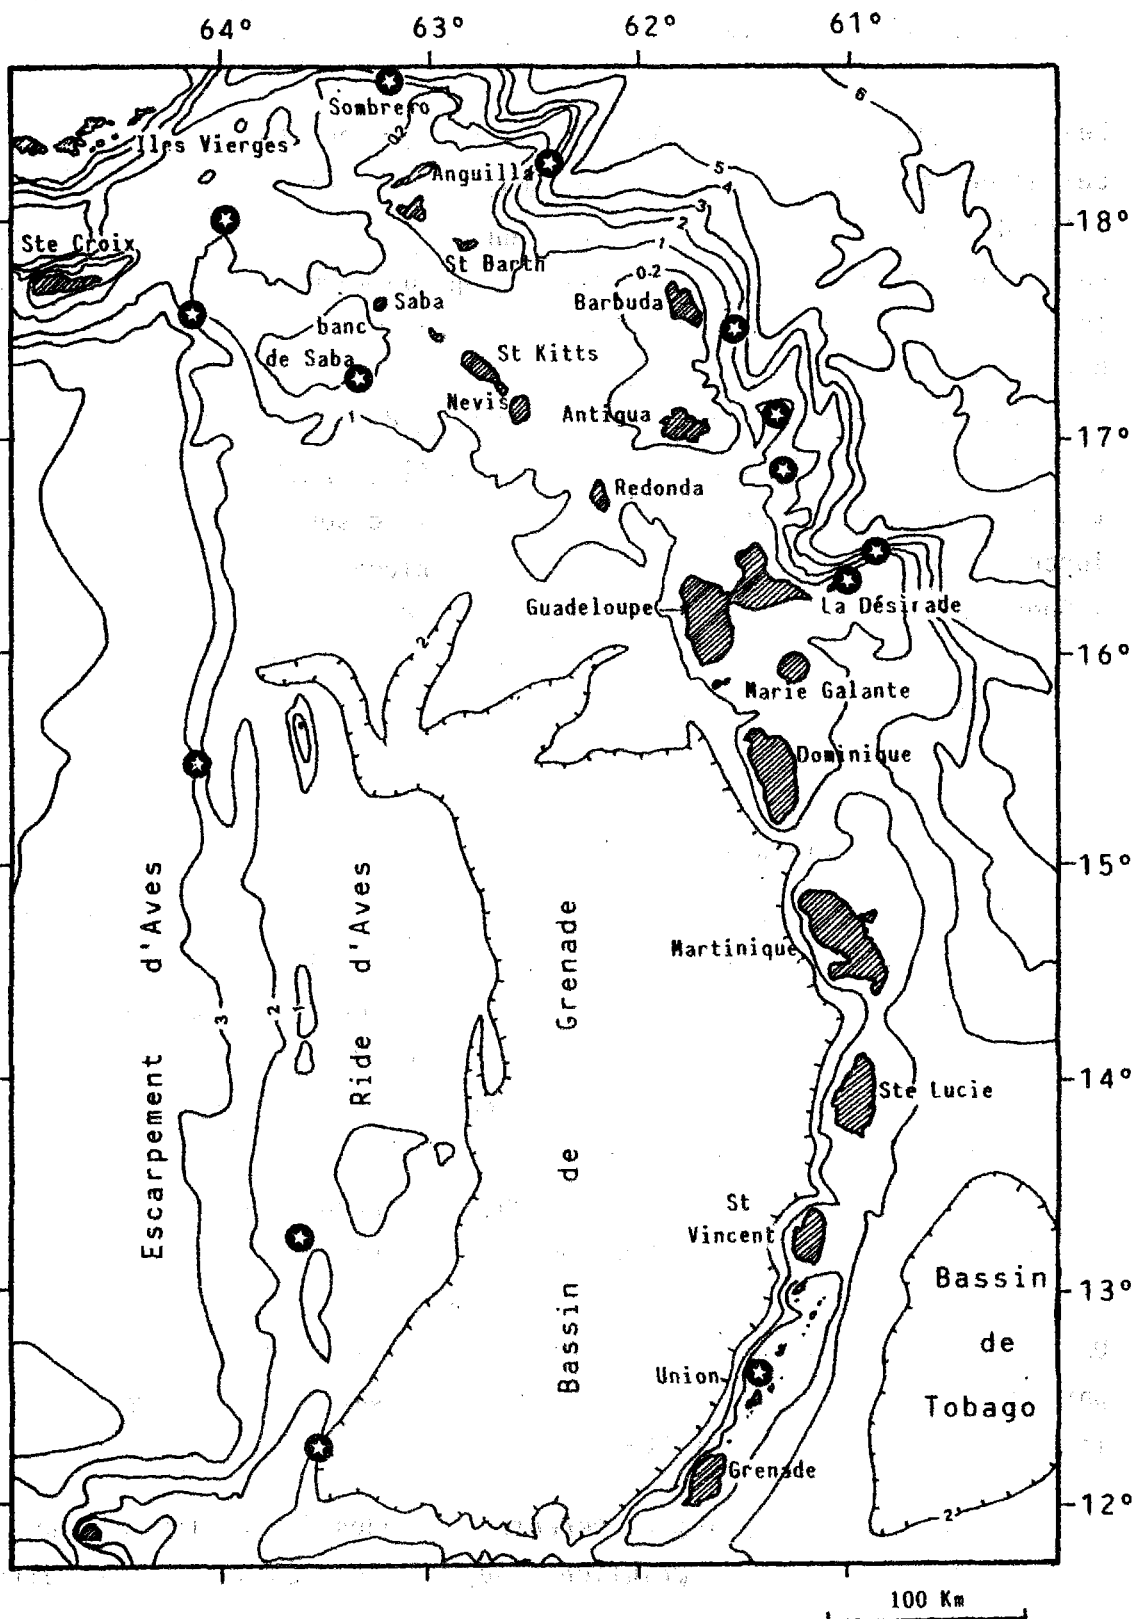 64° 63° 62° 61°
6
Sombrero
0.2
Iles Vierges
Anguilla
5
4
3
2
1
18°
Ste Croix
St Barth
0.2
Barbuda
Saba
banc
de Saba
St Kitts
Nevis
1
Antigua
17°
Redonda
Guadeloupe
La Désirade
2
16°
Marie Galante
Dominique
15°
Escarpement d'Aves
Ride d'Aves
Bassin de Grenade
Martinique
3
2
1
14°
Ste Lucie
St
Vincent
13°
Bassin
de
Tobago
Union
Grenade
2
12°
100 Km